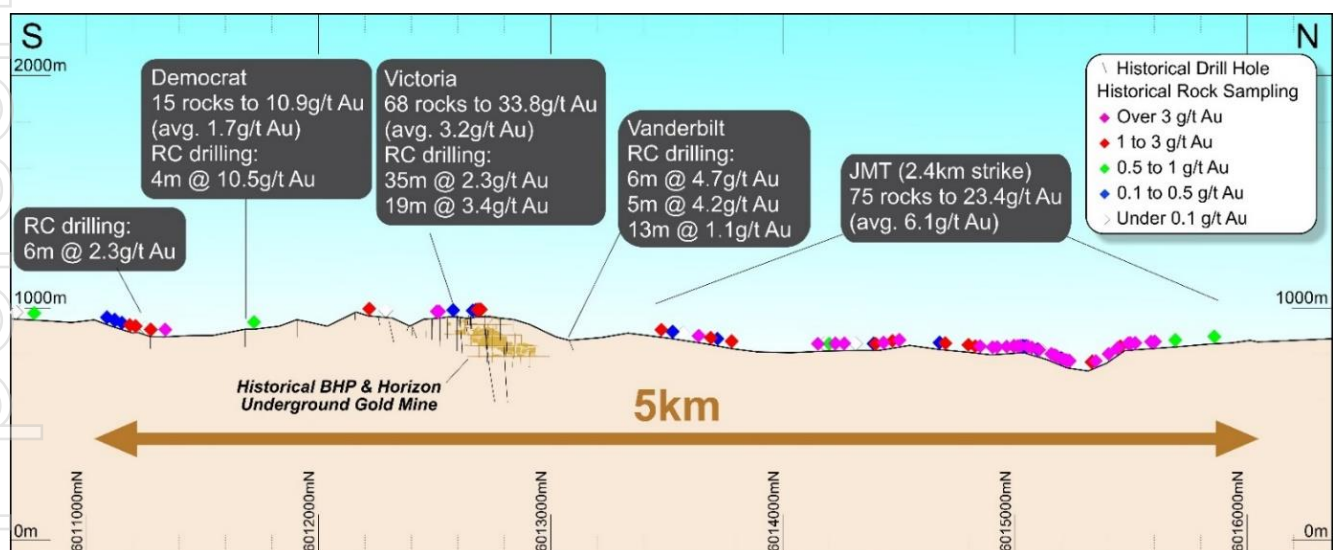 S
N
2000m
1000m
1000m
0m
0m
RC drilling:
6m @ 2.3g/t Au
Democrat
15 rocks to 10.9g/t Au
(avg. 1.7g/t Au)
RC drilling:
4m @ 10.5g/t Au
Victoria
68 rocks to 33.8g/t Au
(avg. 3.2g/t Au)
RC drilling:
35m @ 2.3g/t Au
19m @ 3.4g/t Au
Vanderbilt
RC drilling:
6m @ 4.7g/t Au
5m @ 4.2g/t Au
13m @ 1.1g/t Au
JMT (2.4km strike)
75 rocks to 23.4g/t Au
(avg. 6.1g/t Au)
Historical Drill Hole
Historical Rock Sampling
Over 3 g/t Au
1 to 3 g/t Au
0.5 to 1 g/t Au
0.1 to 0.5 g/t Au
Under 0.1 g/t Au
Historical BHP & Horizon
Underground Gold Mine
5km
6011000mN
6012000mN
6013000mN
6014000mN
6015000mN
6016000mN